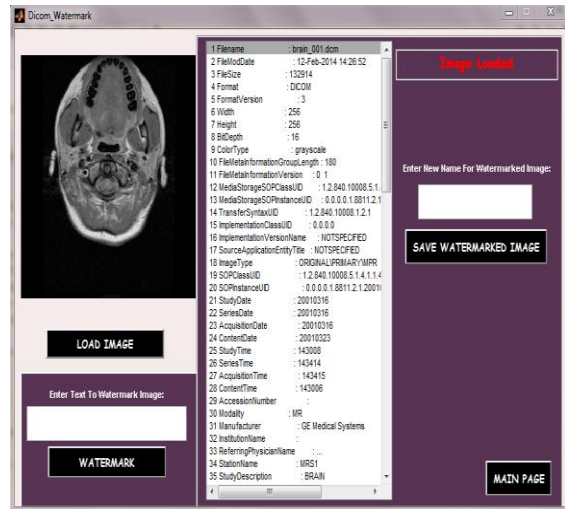 Dicom_Watermark
1 Filename : brain_001.dcm
2 FileModDate : 12-Feb-2014 14:26:52
3 FileSize : 132914
4 Format : DICOM
5 FormatVersion : 3
6 Width : 256
7 Height : 256
8 BitDepth : 16
9 ColorType : grayscale
10 FileMetaInformationGroupLength : 180
11 FileMetaInformationVersion : 0 1
12 MediaStorageSOPClassUID : 1.2.840.10008.5.1.
13 MediaStorageSOPInstanceUID : 0.0.0.0.1.8811.2.1
14 TransferSyntaxUID : 1.2.840.10008.1.2.1
15 ImplementationClassUID : 0.0.0.0
16 ImplementationVersionName : NOTSPECIFIED
17 SourceApplicationEntityTitle : NOTSPECIFIED
18 ImageType : ORIGINAL\PRIMARY\MPR
19 SOPClassUID : 1.2.840.10008.5.1.4.1.1.4
20 SOPInstanceUID : 0.0.0.0.1.8811.2.1.20010
21 StudyDate : 20010316
22 SeriesDate : 20010316
23 AcquisitionDate : 20010316
24 ContentDate : 20010323
25 StudyTime : 143008
26 SeriesTime : 143414
27 AcquisitionTime : 143415
28 ContentTime : 143006
29 AccessionNumber :
30 Modality : MR
31 Manufacturer : GE Medical Systems
32 InstitutionName :
33 ReferringPhysicianName : ...
34 StationName : MRS1
35 StudyDescription : BRAIN
LOAD IMAGE
Enter Text To Watermark Image:
WATERMARK
Image Loaded
Enter New Name For Watermarked Image:
SAVE WATERMARKED IMAGE
MAIN PAGE